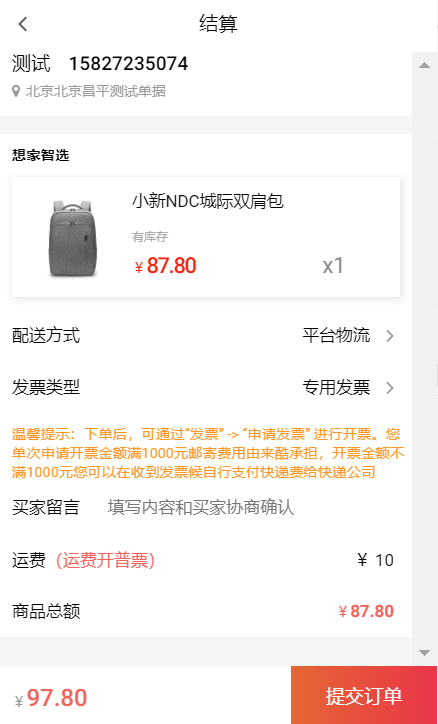 结算
测试 15827235074
北京北京昌平测试单据
想家智选
小新NDC城际双肩包
有库存
¥87.80 x1
配送方式 平台物流
发票类型 专用发票
温馨提示：下单后，可通过“发票” -> “申请发票” 进行开票。您
单次申请开票金额满1000元邮寄费用由来酷承担，开票金额不
满1000元您可以在收到发票候自行支付快递费给快递公司
买家留言 填写内容和买家协商确认
运费 (运费开普票) ¥ 10
商品总额 ¥87.80
¥97.80 提交订单